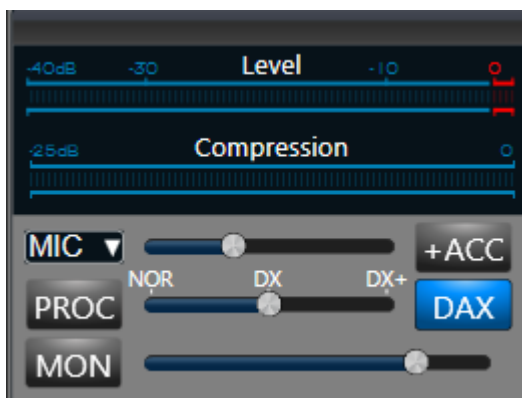 -40dB -30 Level -10 0
-25dB Compression 0
MIC ▼ +ACC
NOR DX DX+
PROC DAX
MON